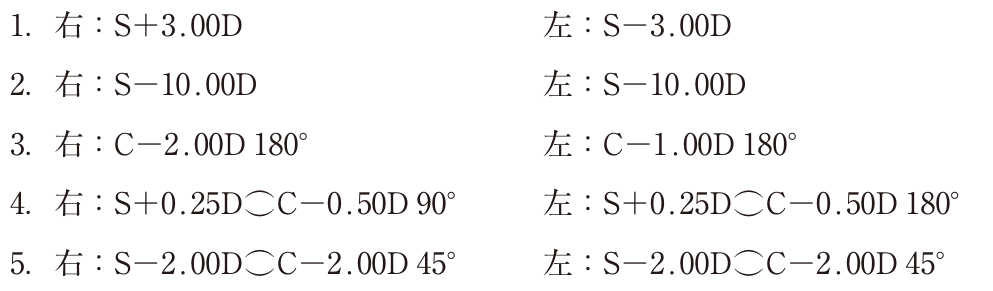 1. 右：S＋3.00D 左：S－3.00D
2. 右：S－10.00D 左：S－10.00D
3. 右：C－2.00D 180° 左：C－1.00D 180°
4. 右：S＋0.25D⁐C－0.50D 90° 左：S＋0.25D⁐C－0.50D 180°
5. 右：S－2.00D⁐C－2.00D 45° 左：S－2.00D⁐C－2.00D 45°